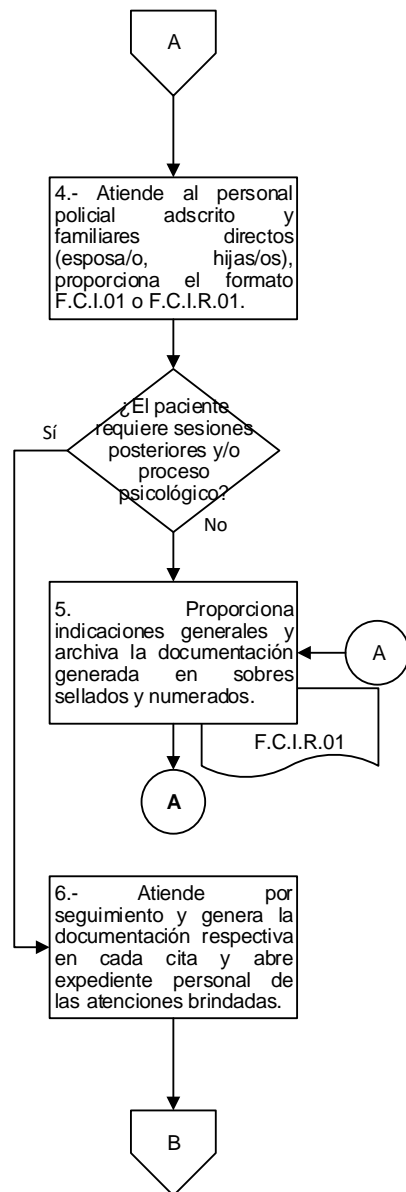 A
4.- Atiende al personal
policial adscrito y
familiares directos
(esposa/o, hijas/os),
proporciona el formato
F.C.I.01 o F.C.I.R.01.
¿El paciente
requiere sesiones
posteriores y/o
proceso
psicológico?
Sí
No
5. Proporciona
indicaciones generales y
archiva la documentación
generada en sobres
sellados y numerados.
A
F.C.I.R.01
A
6.- Atiende por
seguimiento y genera la
documentación respectiva
en cada cita y abre
expediente personal de
las atenciones brindadas.
B